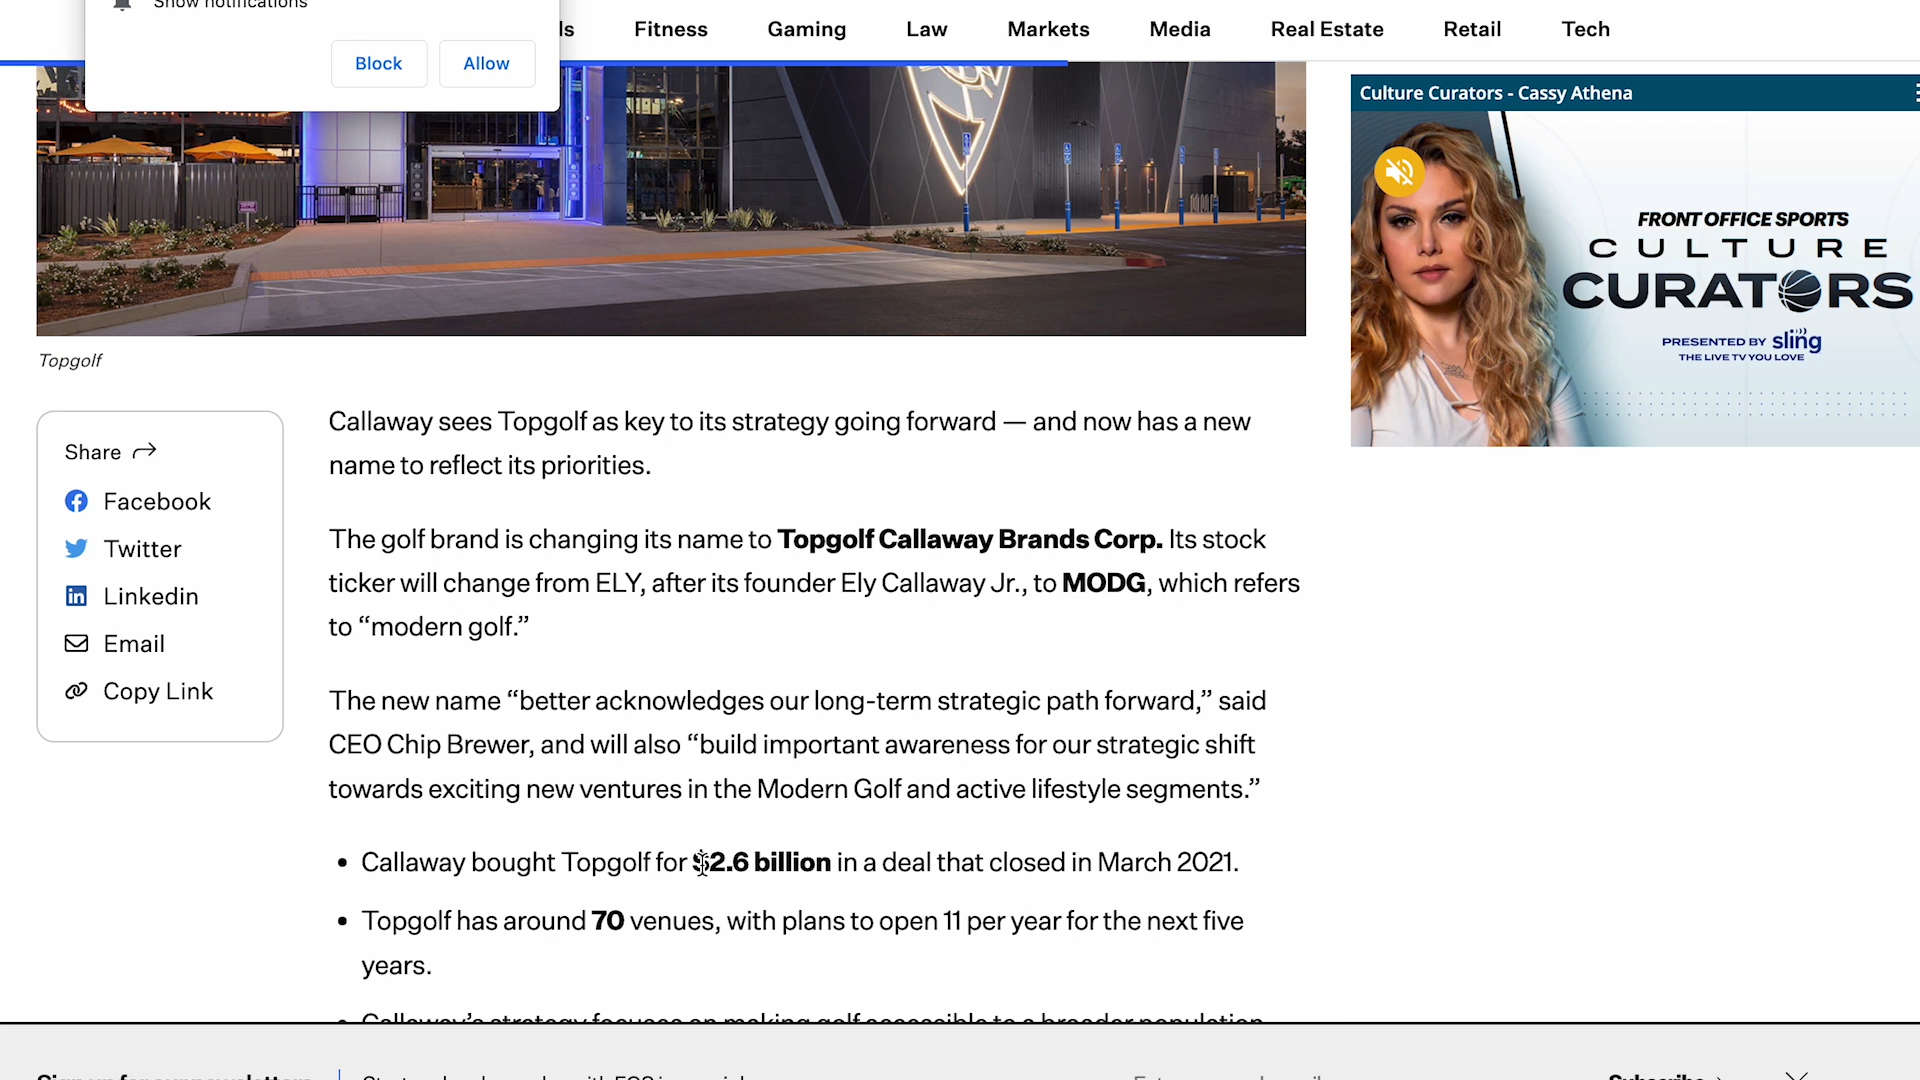 Show notifications
Block
Allow
Fitness
Gaming
Law
Markets
Media
Real Estate
Retail
Tech
Culture Curators - Cassy Athena
FRONT OFFICE SPORTS
CULTURE
CURATORS
PRESENTED BY sling
THE LIVE TV YOU LOVE
Topgolf
Share
Facebook
Twitter
Linkedin
Email
Copy Link
Callaway sees Topgolf as key to its strategy going forward — and now has a new
name to reflect its priorities.
The golf brand is changing its name to Topgolf Callaway Brands Corp. Its stock
ticker will change from ELY, after its founder Ely Callaway Jr., to MODG, which refers
to “modern golf.”
The new name “better acknowledges our long-term strategic path forward,” said
CEO Chip Brewer, and will also “build important awareness for our strategic shift
towards exciting new ventures in the Modern Golf and active lifestyle segments.”
• Callaway bought Topgolf for $2.6 billion in a deal that closed in March 2021.
• Topgolf has around 70 venues, with plans to open 11 per year for the next five
years.
• Callaway’s strategy focuses on making golf accessible to a broader population
Sign up for our newsletters
Subscribe